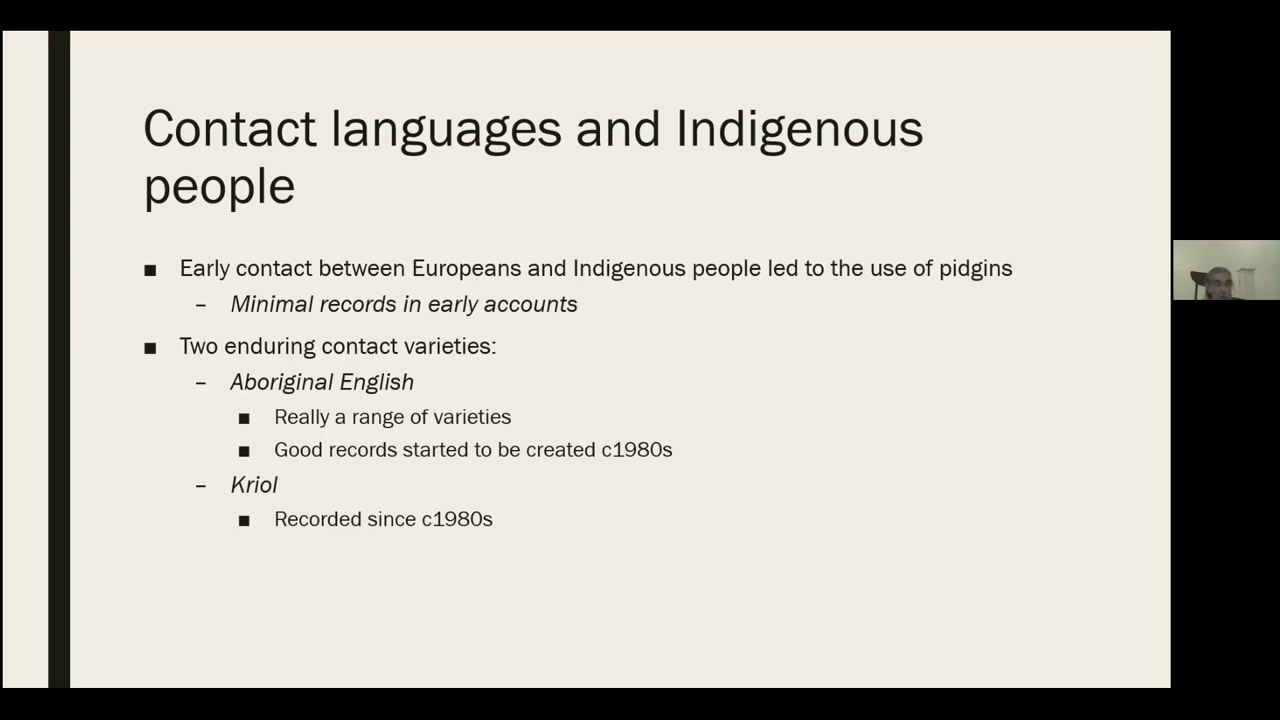 Contact languages and Indigenous
people
■ Early contact between Europeans and Indigenous people led to the use of pidgins
– Minimal records in early accounts
■ Two enduring contact varieties:
– Aboriginal English
■ Really a range of varieties
■ Good records started to be created c1980s
– Kriol
■ Recorded since c1980s